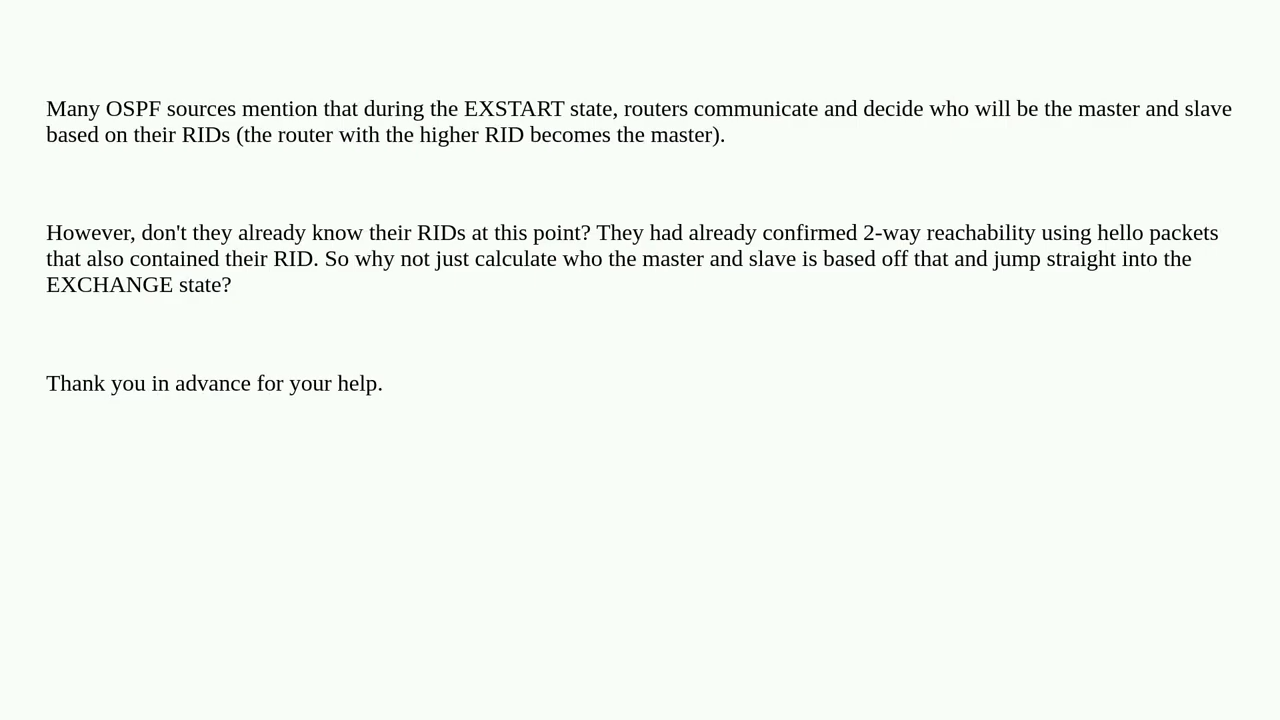 Many OSPF sources mention that during the EXSTART state, routers communicate and decide who will be the master and slave
based on their RIDs (the router with the higher RID becomes the master).
However, don't they already know their RIDs at this point? They had already confirmed 2-way reachability using hello packets
that also contained their RID. So why not just calculate who the master and slave is based off that and jump straight into the
EXCHANGE state?
Thank you in advance for your help.